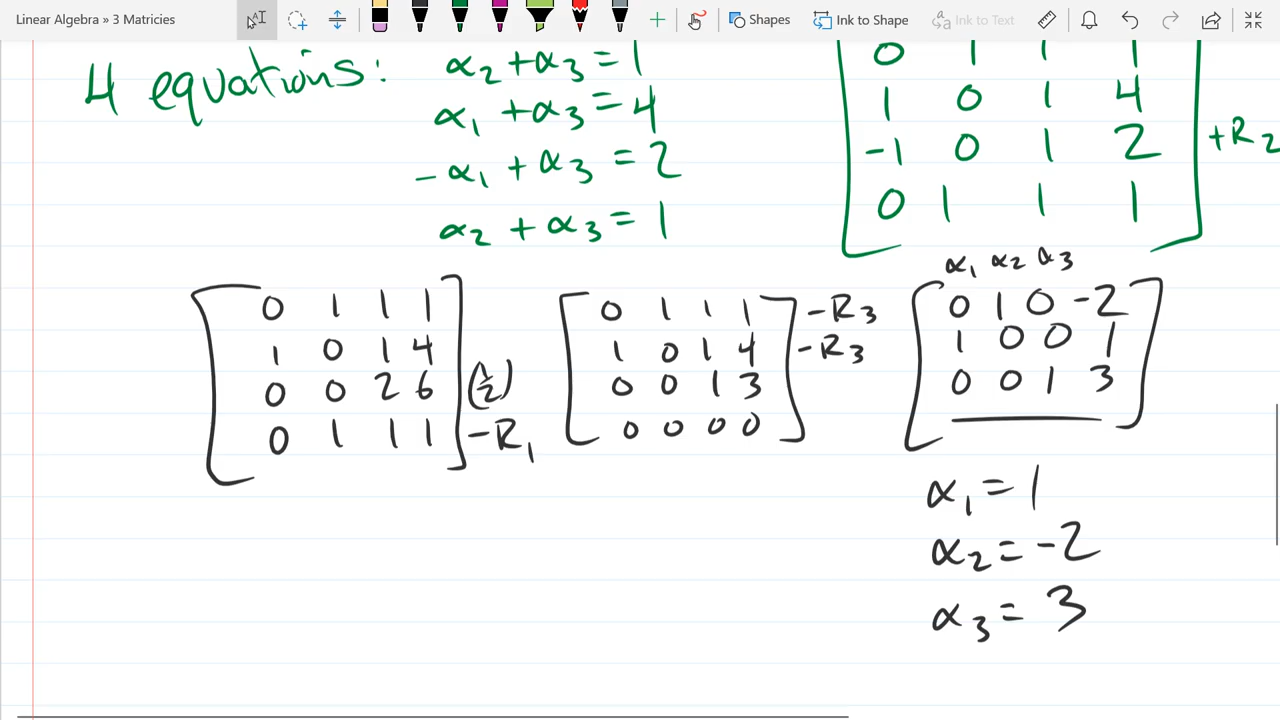 Linear Algebra » 3 Matricies
Shapes
Ink to Shape
Ink to Text
4 equations:
α₂ + α₃ = 1
α₁ + α₃ = 4
- α₁ + α₃ = 2
α₂ + α₃ = 1
0 1 1 1
1 0 1 4
-1 0 1 2 +R₂
0 1 1 1
0 1 1 1
1 0 1 4
0 0 2 6 (1/2)
0 1 1 1 -R₁
0 1 1 1 -R₃
1 0 1 4 -R₃
0 0 1 3
0 0 0 0
α₁ α₂ α₃
0 1 0 -2
1 0 0 1
0 0 1 3
α₁ = 1
α₂ = -2
α₃ = 3